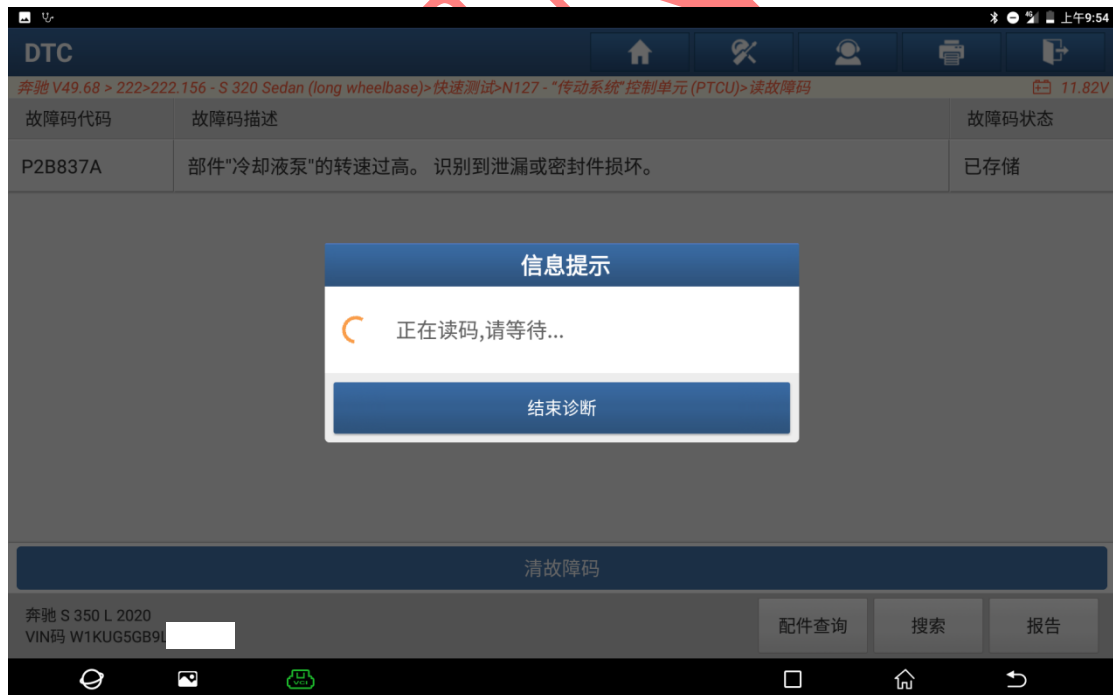 上午9:54
DTC
奔驰 V49.68 > 222>222.156 - S 320 Sedan (long wheelbase)>快速测试>N127 - "传动系统"控制单元 (PTCU)> 读故障码
11.82V
故障码代码 故障码描述 故障码状态
P2B837A 部件"冷却液泵"的转速过高。 识别到泄漏或密封件损坏。 已存储
信息提示
正在读码,请等待...
结束诊断
清故障码
奔驰 S 350 L 2020
VIN码 W1KUG5GB9L
配件查询 搜索 报告
VCI